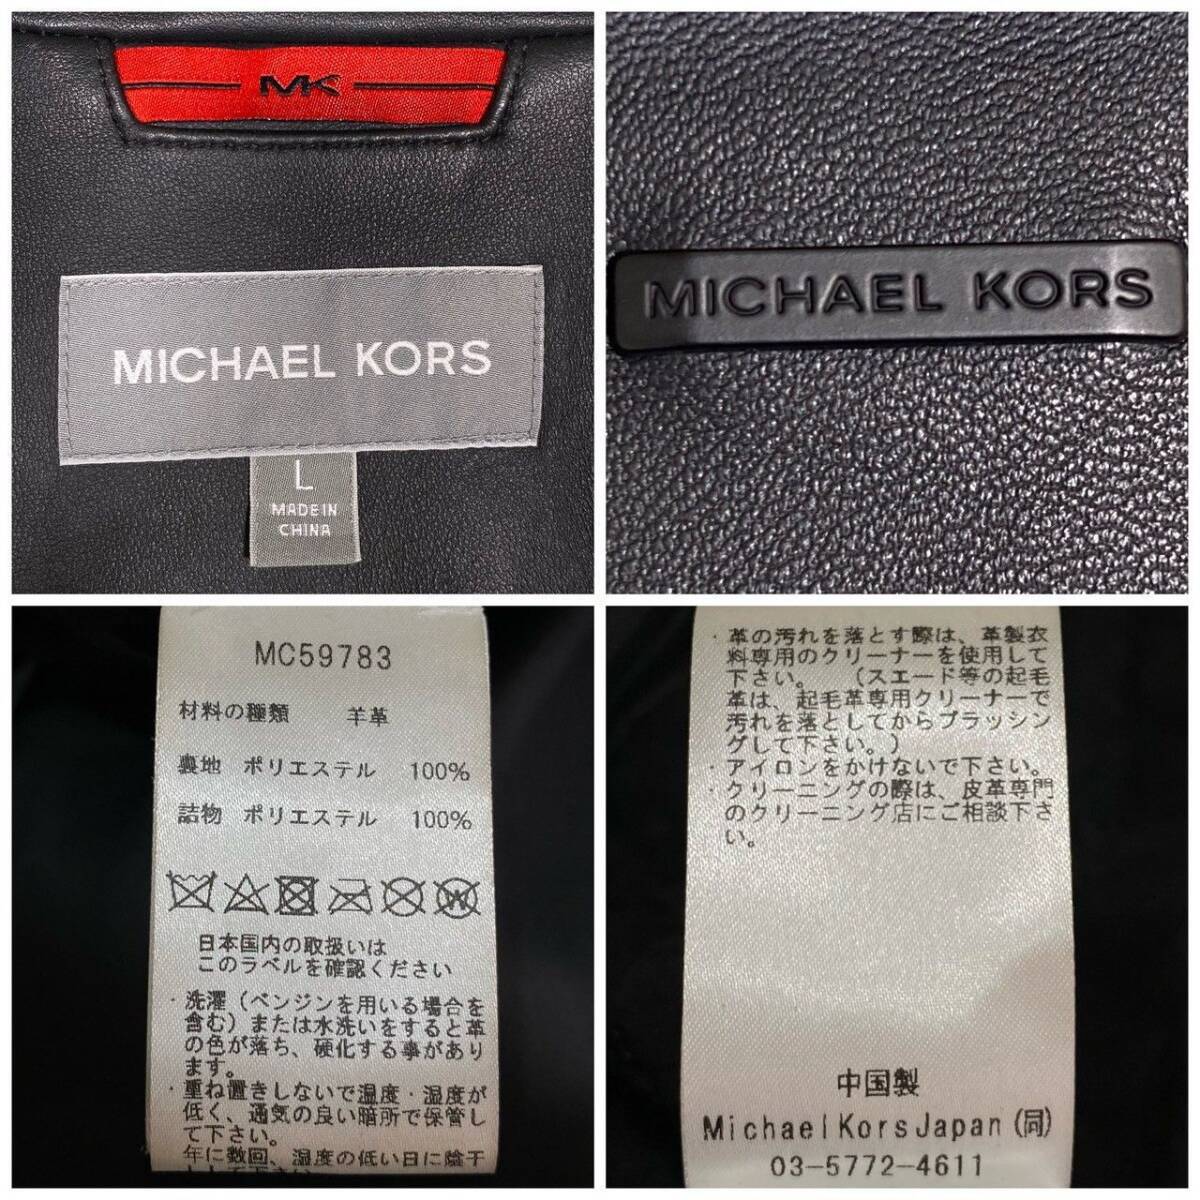 MK
MICHAEL KORS
L
MADE IN
CHINA
MICHAEL KORS
MC59783
材料の種類 羊革
裏地 ポリエステル 100%
詰物 ポリエステル 100%
W
日本国内の取扱いは
このラベルを確認ください
・洗濯(ベンジンを用いる場合を
含む)または水洗いをすると革
の色が落ち、硬化する事があり
ます。
・重ね置きしないで温度・湿度が
低く、通気の良い暗所で保管し
て下さい。
年に数回、湿度の低い日に陰干
しして下さい。
・革の汚れを落とす際は、革製衣
料専用のクリーナーを使用して
下さい。 (スエード等の起毛
革は、起毛革専用クリーナーで
汚れを落としてからブラッシン
グして下さい。)
・アイロンをかけないで下さい。
・クリーニングの際は、皮革専門
のクリーニング店にご相談下さ
い。
中国製
Michael Kors Japan (同)
03-5772-4611